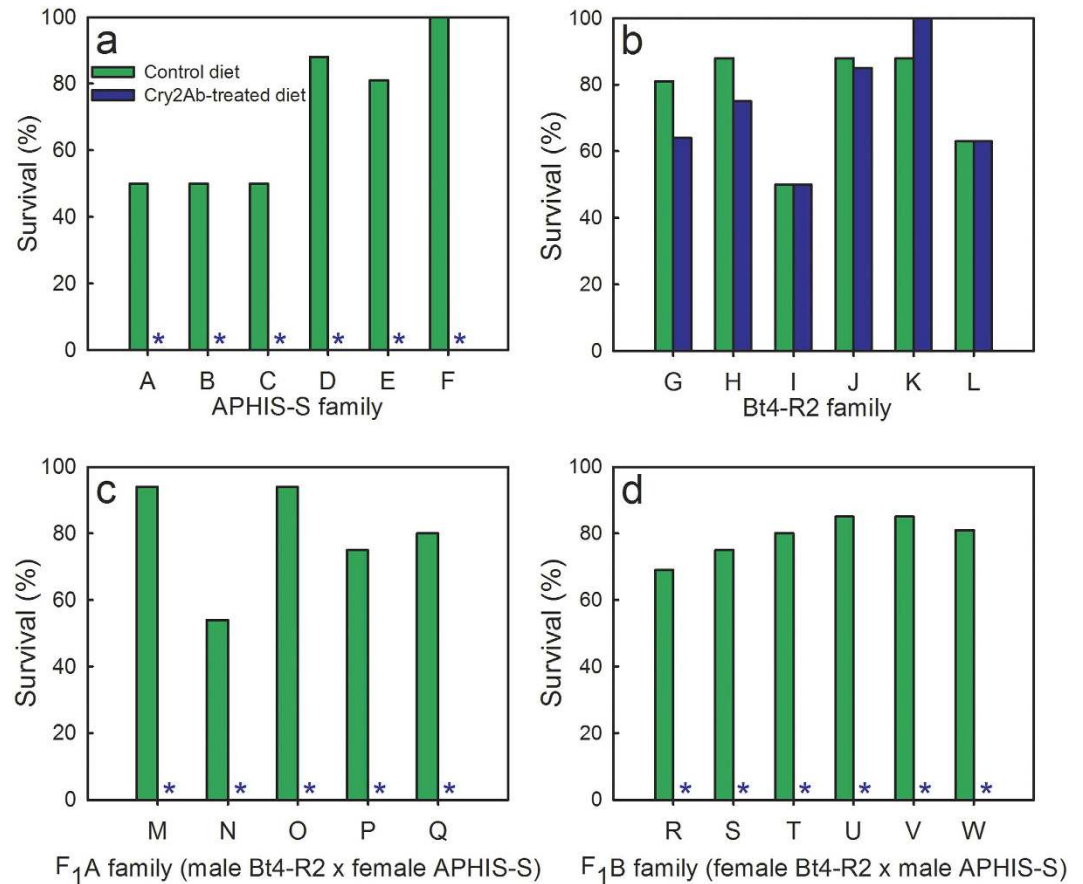 a
Control diet
Cry2Ab-treated diet
Survival (%)
100
80
60
40
20
0
* * * * * *
A B C D E F
APHIS-S family
b
Survival (%)
100
80
60
40
20
0
G H I J K L
Bt4-R2 family
c
Survival (%)
100
80
60
40
20
0
* * * * *
M N O P Q
F1A family (male Bt4-R2 x female APHIS-S)
d
Survival (%)
100
80
60
40
20
0
* * * * * *
R S T U V W
F1B family (female Bt4-R2 x male APHIS-S)